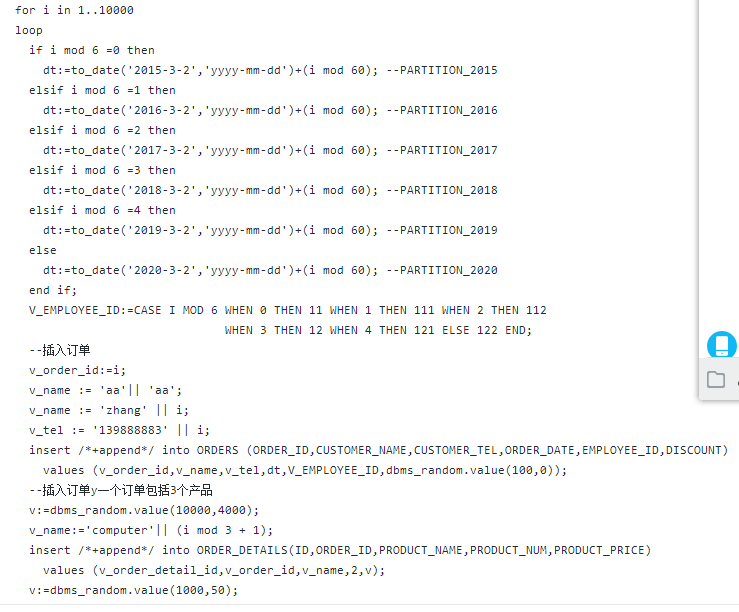 for i in 1..10000
loop
if i mod 6 =0 then
dt:=to_date('2015-3-2','yyyy-mm-dd')+(i mod 60); --PARTITION_2015
elsif i mod 6 =1 then
dt:=to_date('2016-3-2','yyyy-mm-dd')+(i mod 60); --PARTITION_2016
elsif i mod 6 =2 then
dt:=to_date('2017-3-2','yyyy-mm-dd')+(i mod 60); --PARTITION_2017
elsif i mod 6 =3 then
dt:=to_date('2018-3-2','yyyy-mm-dd')+(i mod 60); --PARTITION_2018
elsif i mod 6 =4 then
dt:=to_date('2019-3-2','yyyy-mm-dd')+(i mod 60); --PARTITION_2019
else
dt:=to_date('2020-3-2','yyyy-mm-dd')+(i mod 60); --PARTITION_2020
end if;
V_EMPLOYEE_ID:=CASE I MOD 6 WHEN 0 THEN 11 WHEN 1 THEN 111 WHEN 2 THEN 112
WHEN 3 THEN 12 WHEN 4 THEN 121 ELSE 122 END;
--插入订单
v_order_id:=i;
v_name := 'aa'|| 'aa';
v_name := 'zhang' || i;
v_tel := '139888883' || i;
insert /*+append*/ into ORDERS (ORDER_ID,CUSTOMER_NAME,CUSTOMER_TEL,ORDER_DATE,EMPLOYEE_ID,DISCOUNT)
values (v_order_id,v_name,v_tel,dt,V_EMPLOYEE_ID,dbms_random.value(100,0));
--插入订单y一个订单包括3个产品
v:=dbms_random.value(10000,4000);
v_name:='computer'|| (i mod 3 + 1);
insert /*+append*/ into ORDER_DETAILS(ID,ORDER_ID,PRODUCT_NAME,PRODUCT_NUM,PRODUCT_PRICE)
values (v_order_detail_id,v_order_id,v_name,2,v);
v:=dbms_random.value(1000,50);